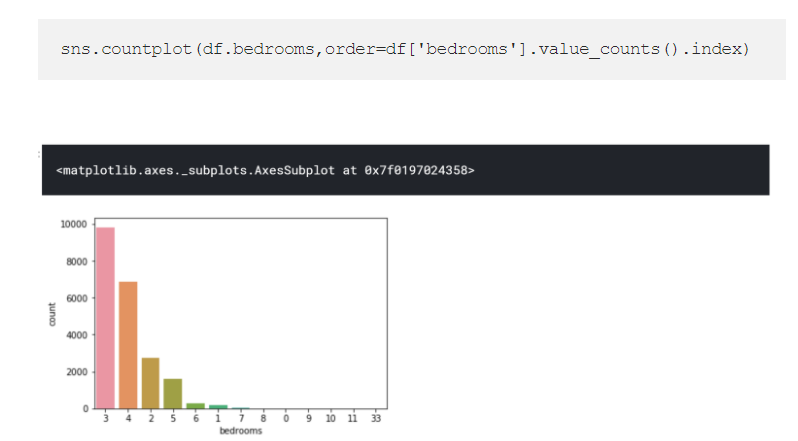 sns.countplot(df.bedrooms,order=df['bedrooms'].value_counts().index)
<matplotlib.axes._subplots.AxesSubplot at 0x7f0197024358>
10000
8000
6000
4000
2000
0
count
3 4 2 5 6 1 7 8 0 9 10 11 33
bedrooms